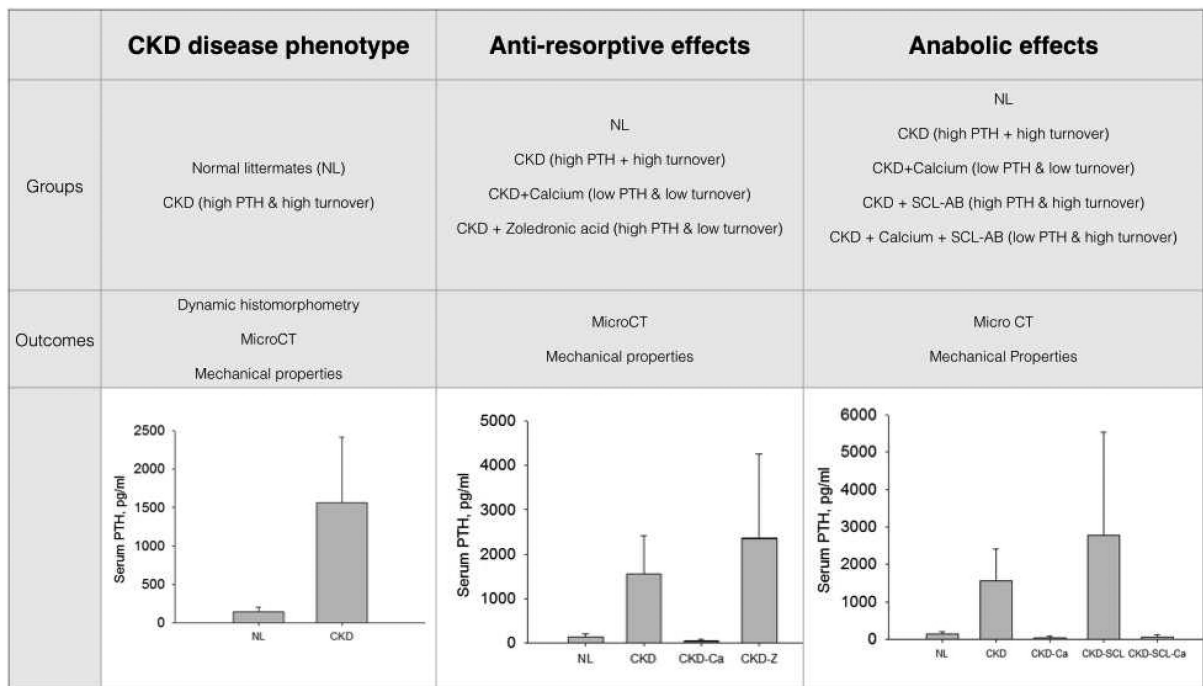 CKD disease phenotype
Anti-resorptive effects
Anabolic effects
Groups
Normal littermates (NL)
CKD (high PTH & high turnover)
NL
CKD (high PTH + high turnover)
CKD+Calcium (low PTH & low turnover)
CKD + Zoledronic acid (high PTH & low turnover)
NL
CKD (high PTH + high turnover)
CKD+Calcium (low PTH & low turnover)
CKD + SCL-AB (high PTH & high turnover)
CKD + Calcium + SCL-AB (low PTH & high turnover)
Outcomes
Dynamic histomorphometry
MicroCT
Mechanical properties
MicroCT
Mechanical properties
Micro CT
Mechanical Properties
Serum PTH, pg/ml
2500
2000
1500
1000
500
0
NL CKD
Serum PTH, pg/ml
5000
4000
3000
2000
1000
0
NL CKD CKD-Ca CKD-Z
Serum PTH, pg/ml
6000
5000
4000
3000
2000
1000
0
NL CKD CKD-Ca CKD-SCL CKD-SCL-Ca